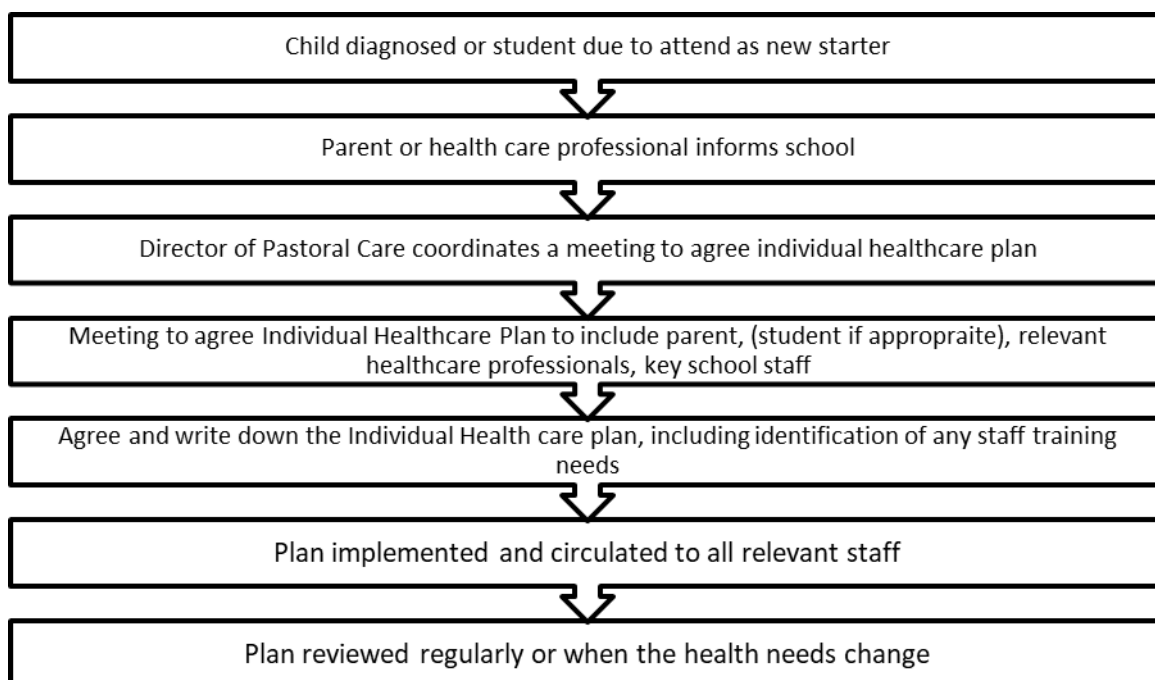 Child diagnosed or student due to attend as new starter
Parent or health care professional informs school
Director of Pastoral Care coordinates a meeting to agree individual healthcare plan
Meeting to agree Individual Healthcare Plan to include parent, (student if appropraite), relevant
healthcare professionals, key school staff
Agree and write down the Individual Health care plan, including identification of any staff training
needs
Plan implemented and circulated to all relevant staff
Plan reviewed regularly or when the health needs change